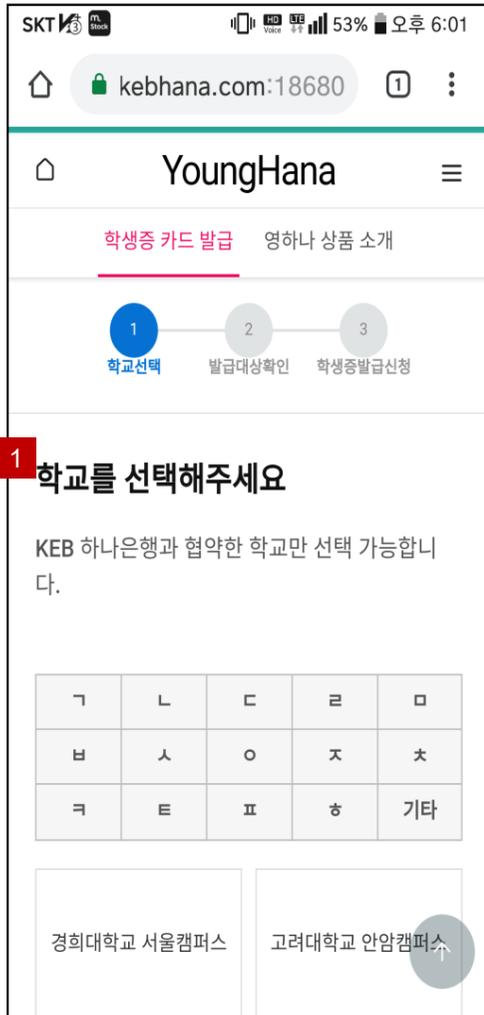 SKT m.Stock HD Voice LTE 53% 오후 6:01
kebhana.com:18680 1
YoungHana
학생증 카드 발급 영하나 상품 소개
1 2 3
학교선택 발급대상확인 학생증발급신청
1
학교를 선택해주세요
KEB 하나은행과 협약한 학교만 선택 가능합니
다.
ㄱ ㄴ ㄷ ㄹ ㅁ
ㅂ ㅅ ㅇ ㅈ ㅊ
ㅋ ㅌ ㅍ ㅎ 기타
경희대학교 서울캠퍼스 고려대학교 안암캠퍼스